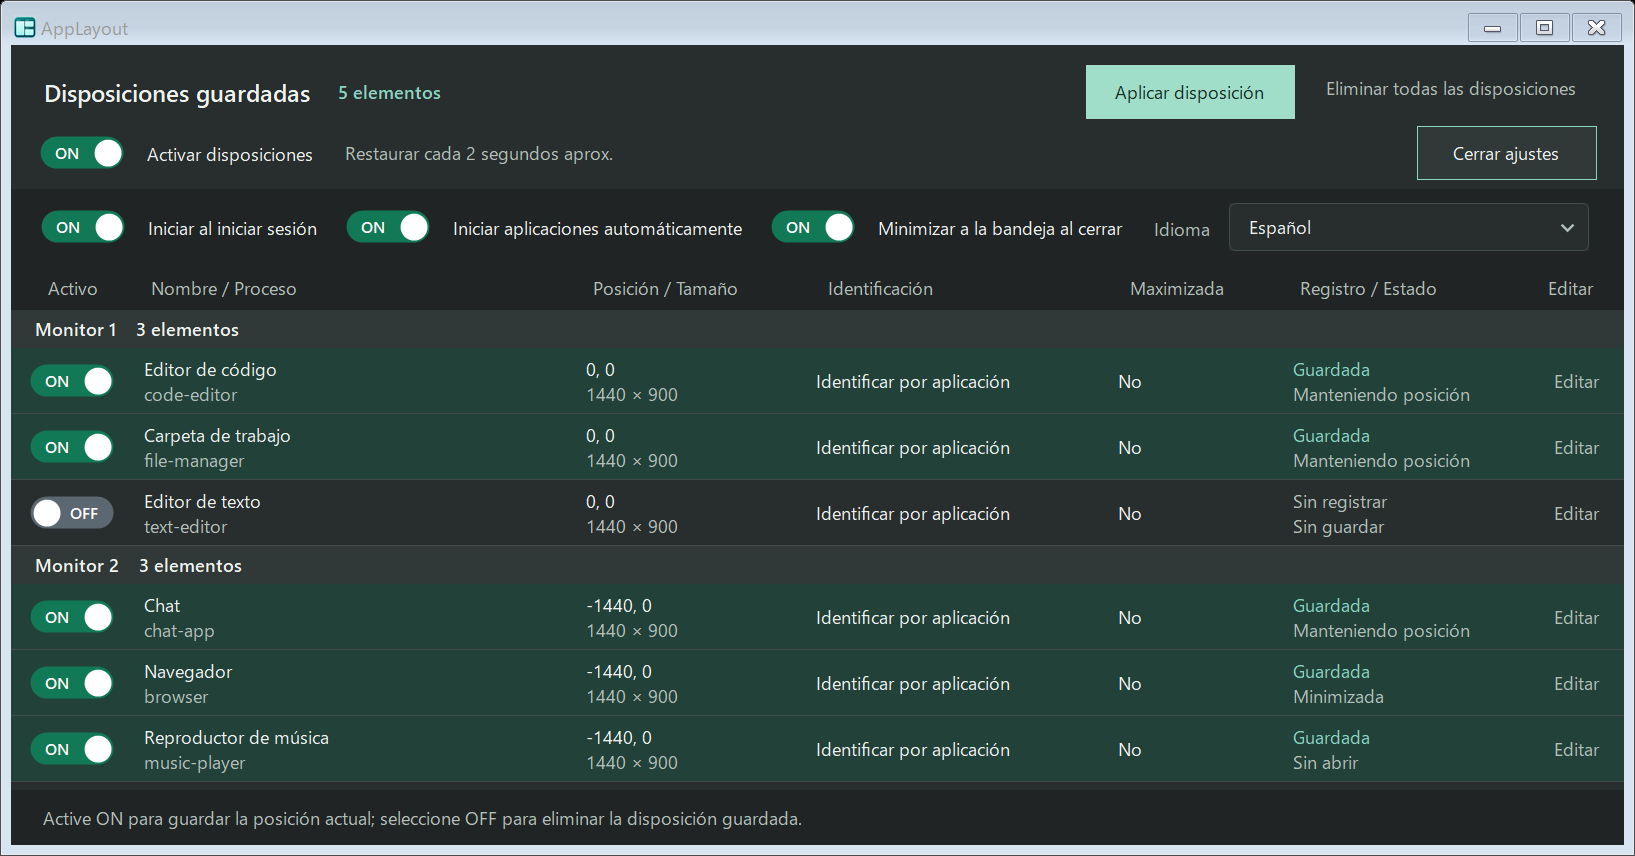 AppLayout
Disposiciones guardadas 5 elementos Aplicar disposición Eliminar todas las disposiciones
ON Activar disposiciones Restaurar cada 2 segundos aprox. Cerrar ajustes
ON Iniciar al iniciar sesión ON Iniciar aplicaciones automáticamente ON Minimizar a la bandeja al cerrar Idioma Español
Activo Nombre / Proceso Posición / Tamaño Identificación Maximizada Registro / Estado Editar
Monitor 1 3 elementos
ON Editor de código 0, 0 Identificar por aplicación No Guardada Editar
code-editor 1440 × 900 Manteniendo posición
ON Carpeta de trabajo 0, 0 Identificar por aplicación No Guardada Editar
file-manager 1440 × 900 Manteniendo posición
OFF Editor de texto 0, 0 Identificar por aplicación No Sin registrar Editar
text-editor 1440 × 900 Sin guardar
Monitor 2 3 elementos
ON Chat -1440, 0 Identificar por aplicación No Guardada Editar
chat-app 1440 × 900 Manteniendo posición
ON Navegador -1440, 0 Identificar por aplicación No Guardada Editar
browser 1440 × 900 Minimizada
ON Reproductor de música -1440, 0 Identificar por aplicación No Guardada Editar
music-player 1440 × 900 Sin abrir
Active ON para guardar la posición actual; seleccione OFF para eliminar la disposición guardada.